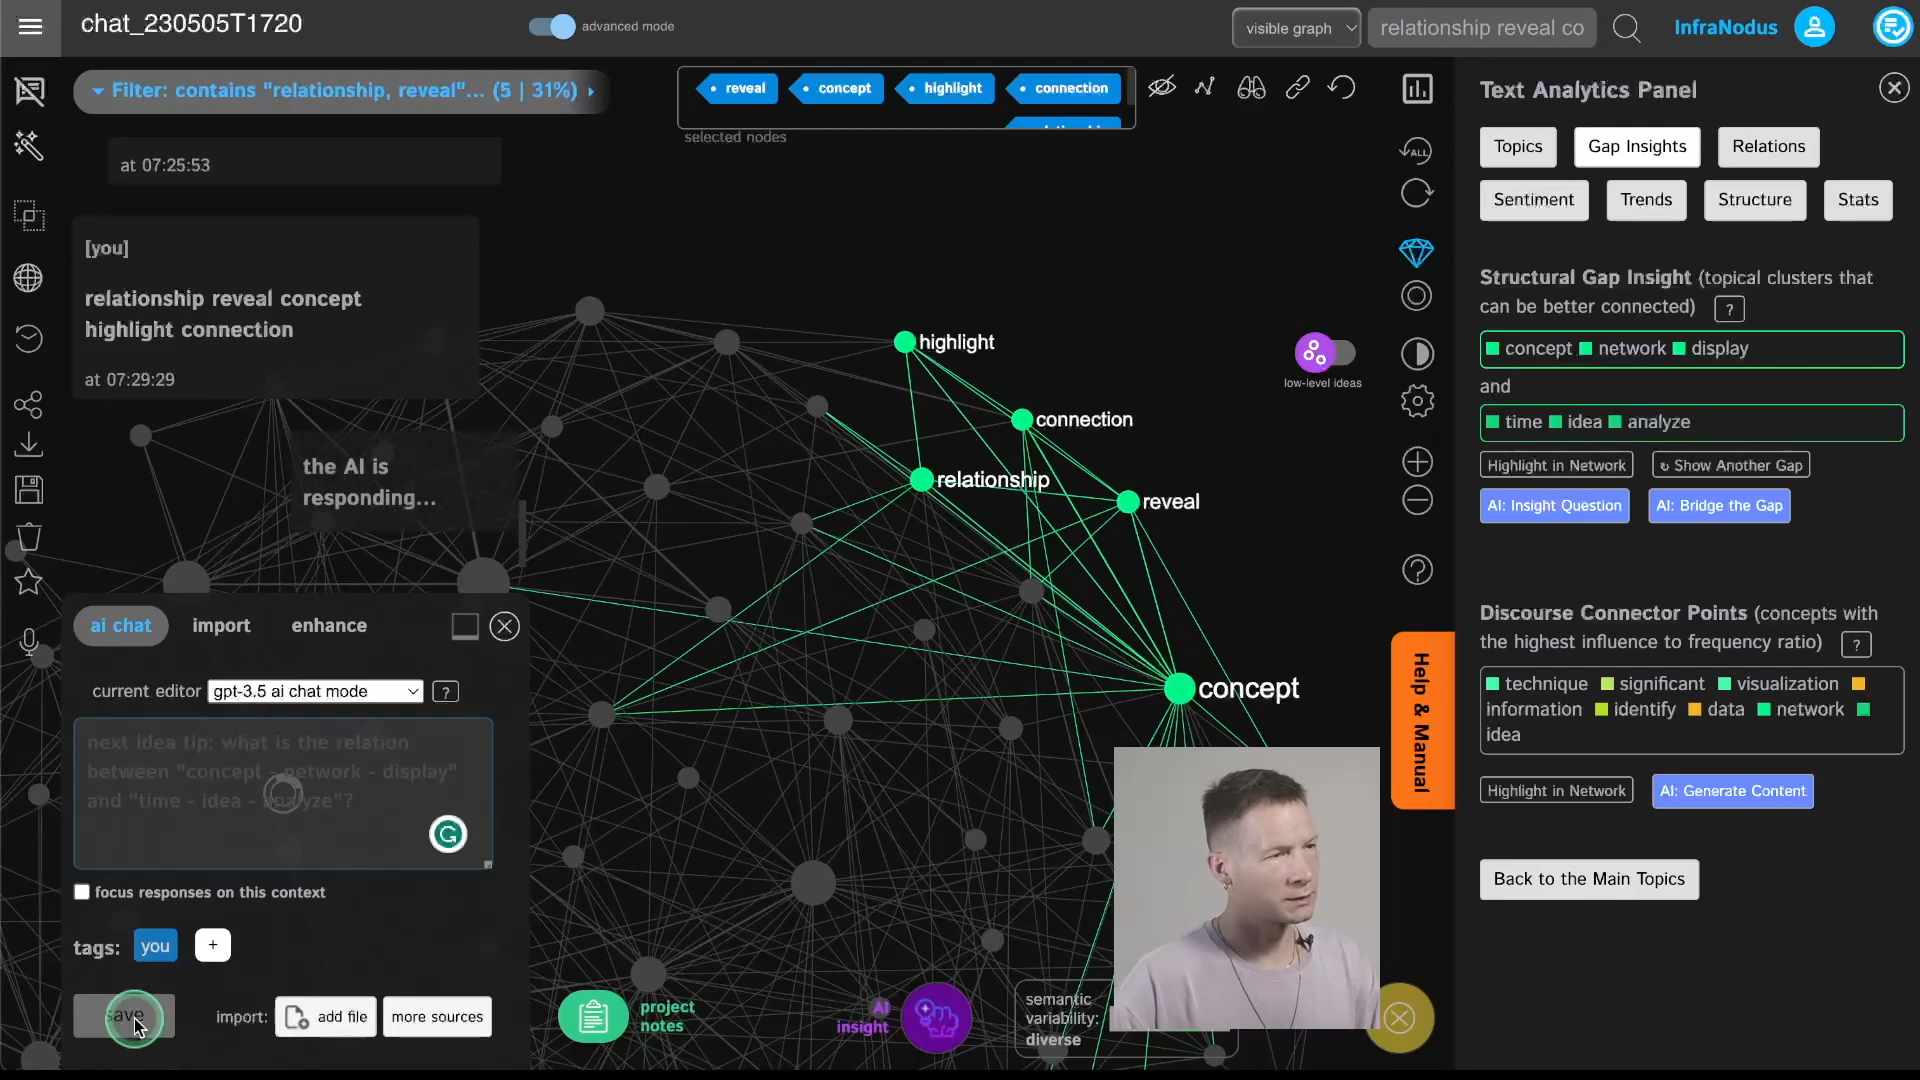 chat_230505T1720
advanced mode
visible graph
relationship reveal co
InfraNodus
Filter: contains "relationship, reveal"... (5 | 31%)
reveal
concept
highlight
connection
selected nodes
at 07:25:53
[you]
relationship reveal concept
highlight connection
at 07:29:29
the AI is
responding...
highlight
connection
relationship
reveal
concept
low-level ideas
ALL
Help & Manual
ai chat
import
enhance
current editor
gpt-3.5 ai chat mode
?
next idea tip: what is the relation
between "concept - network - display"
and "time - idea - analyze"?
focus responses on this context
tags:
you
+
save
import:
add file
more sources
project
notes
AI
insight
semantic
variability:
diverse
Text Analytics Panel
Topics
Gap Insights
Relations
Sentiment
Trends
Structure
Stats
Structural Gap Insight (topical clusters that
can be better connected) ?
concept network display
and
time idea analyze
Highlight in Network
↻ Show Another Gap
AI: Insight Question
AI: Bridge the Gap
Discourse Connector Points (concepts with
the highest influence to frequency ratio) ?
technique significant visualization
information identify data network
idea
Highlight in Network
AI: Generate Content
Back to the Main Topics